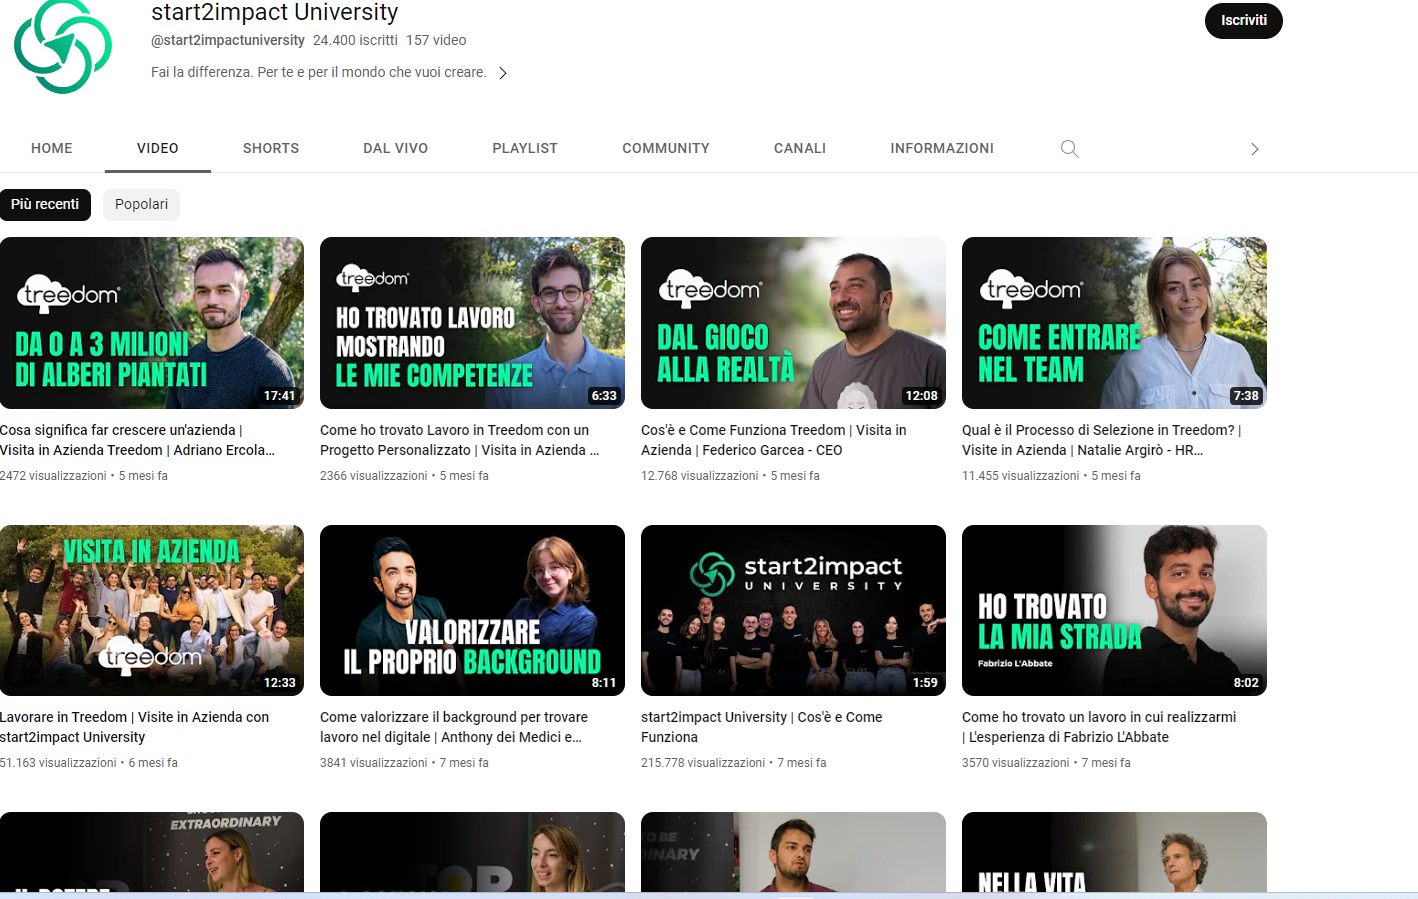 start2impact University
@start2impactuniversity 24.400 iscritti 157 video
Iscriviti
Fai la differenza. Per te e per il mondo che vuoi creare.
HOME VIDEO SHORTS DAL VIVO PLAYLIST COMMUNITY CANALI INFORMAZIONI
Più recenti Popolari
treedom
DA 0 A 3 MILIONI
DI ALBERI PIANTATI
17:41
treedom
HO TROVATO LAVORO
MOSTRANDO
LE MIE COMPETENZE
6:33
treedom
DAL GIOCO
ALLA REALTÀ
12:08
treedom
COME ENTRARE
NEL TEAM
7:38
Cosa significa far crescere un'azienda |
Visita in Azienda Treedom | Adriano Ercola...
2472 visualizzazioni • 5 mesi fa
Come ho trovato Lavoro in Treedom con un
Progetto Personalizzato | Visita in Azienda ...
2366 visualizzazioni • 5 mesi fa
Cos'è e Come Funziona Treedom | Visita in
Azienda | Federico Garcea - CEO
12.768 visualizzazioni • 5 mesi fa
Qual è il Processo di Selezione in Treedom? |
Visite in Azienda | Natalie Argirò - HR...
11.455 visualizzazioni • 5 mesi fa
VISITA IN AZIENDA
treedom
12:33
VALORIZZARE
IL PROPRIO BACKGROUND
8:11
start2impact
UNIVERSITY
1:59
HO TROVATO
LA MIA STRADA
Fabrizio L'Abbate
8:02
Lavorare in Treedom | Visite in Azienda con
start2impact University
51.163 visualizzazioni • 6 mesi fa
Come valorizzare il background per trovare
lavoro nel digitale | Anthony dei Medici e...
3841 visualizzazioni • 7 mesi fa
start2impact University | Cos'è e Come
Funziona
215.778 visualizzazioni • 7 mesi fa
Come ho trovato un lavoro in cui realizzarmi
| L'esperienza di Fabrizio L'Abbate
3570 visualizzazioni • 7 mesi fa
EXTRAORDINARY
TO BE
NELLA VITA